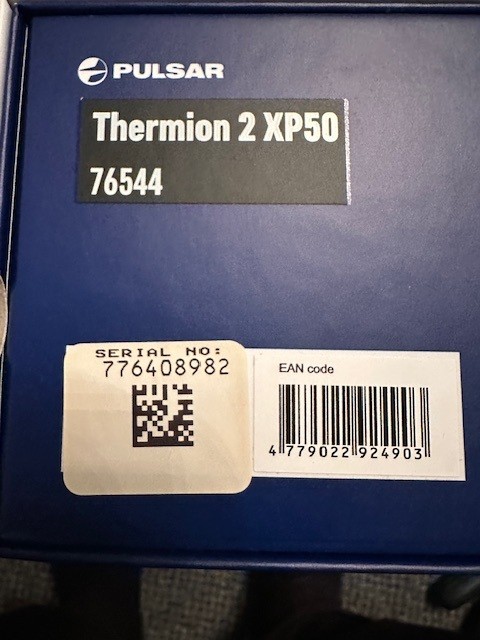 PULSAR
Thermion 2 XP50
76544
SERIAL NO:
776408982
EAN code
4 779022 924903